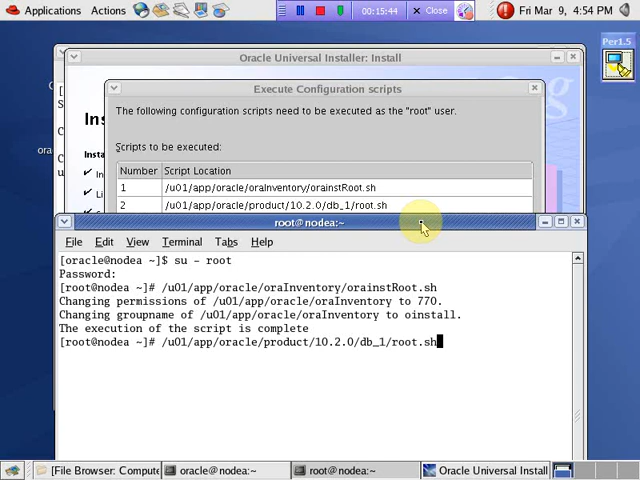 Applications Actions 00:15:44 Close Fri Mar 9, 4:54 PM
Per1.5
Oracle Universal Installer: Install
Execute Configuration scripts
The following configuration scripts need to be executed as the "root" user.
Ins
Scripts to be executed:
ora
Insta
Number Script Location
In
1 /u01/app/oracle/oraInventory/orainstRoot.sh
Li
2 /u01/app/oracle/product/10.2.0/db_1/root.sh
root@nodea:~
File Edit View Terminal Tabs Help
[oracle@nodea ~]$ su - root
Password:
[root@nodea ~]# /u01/app/oracle/oraInventory/orainstRoot.sh
Changing permissions of /u01/app/oracle/oraInventory to 770.
Changing groupname of /u01/app/oracle/oraInventory to oinstall.
The execution of the script is complete
[root@nodea ~]# /u01/app/oracle/product/10.2.0/db_1/root.sh
[File Browser: Compute oracle@nodea:~ root@nodea:~ Oracle Universal Install